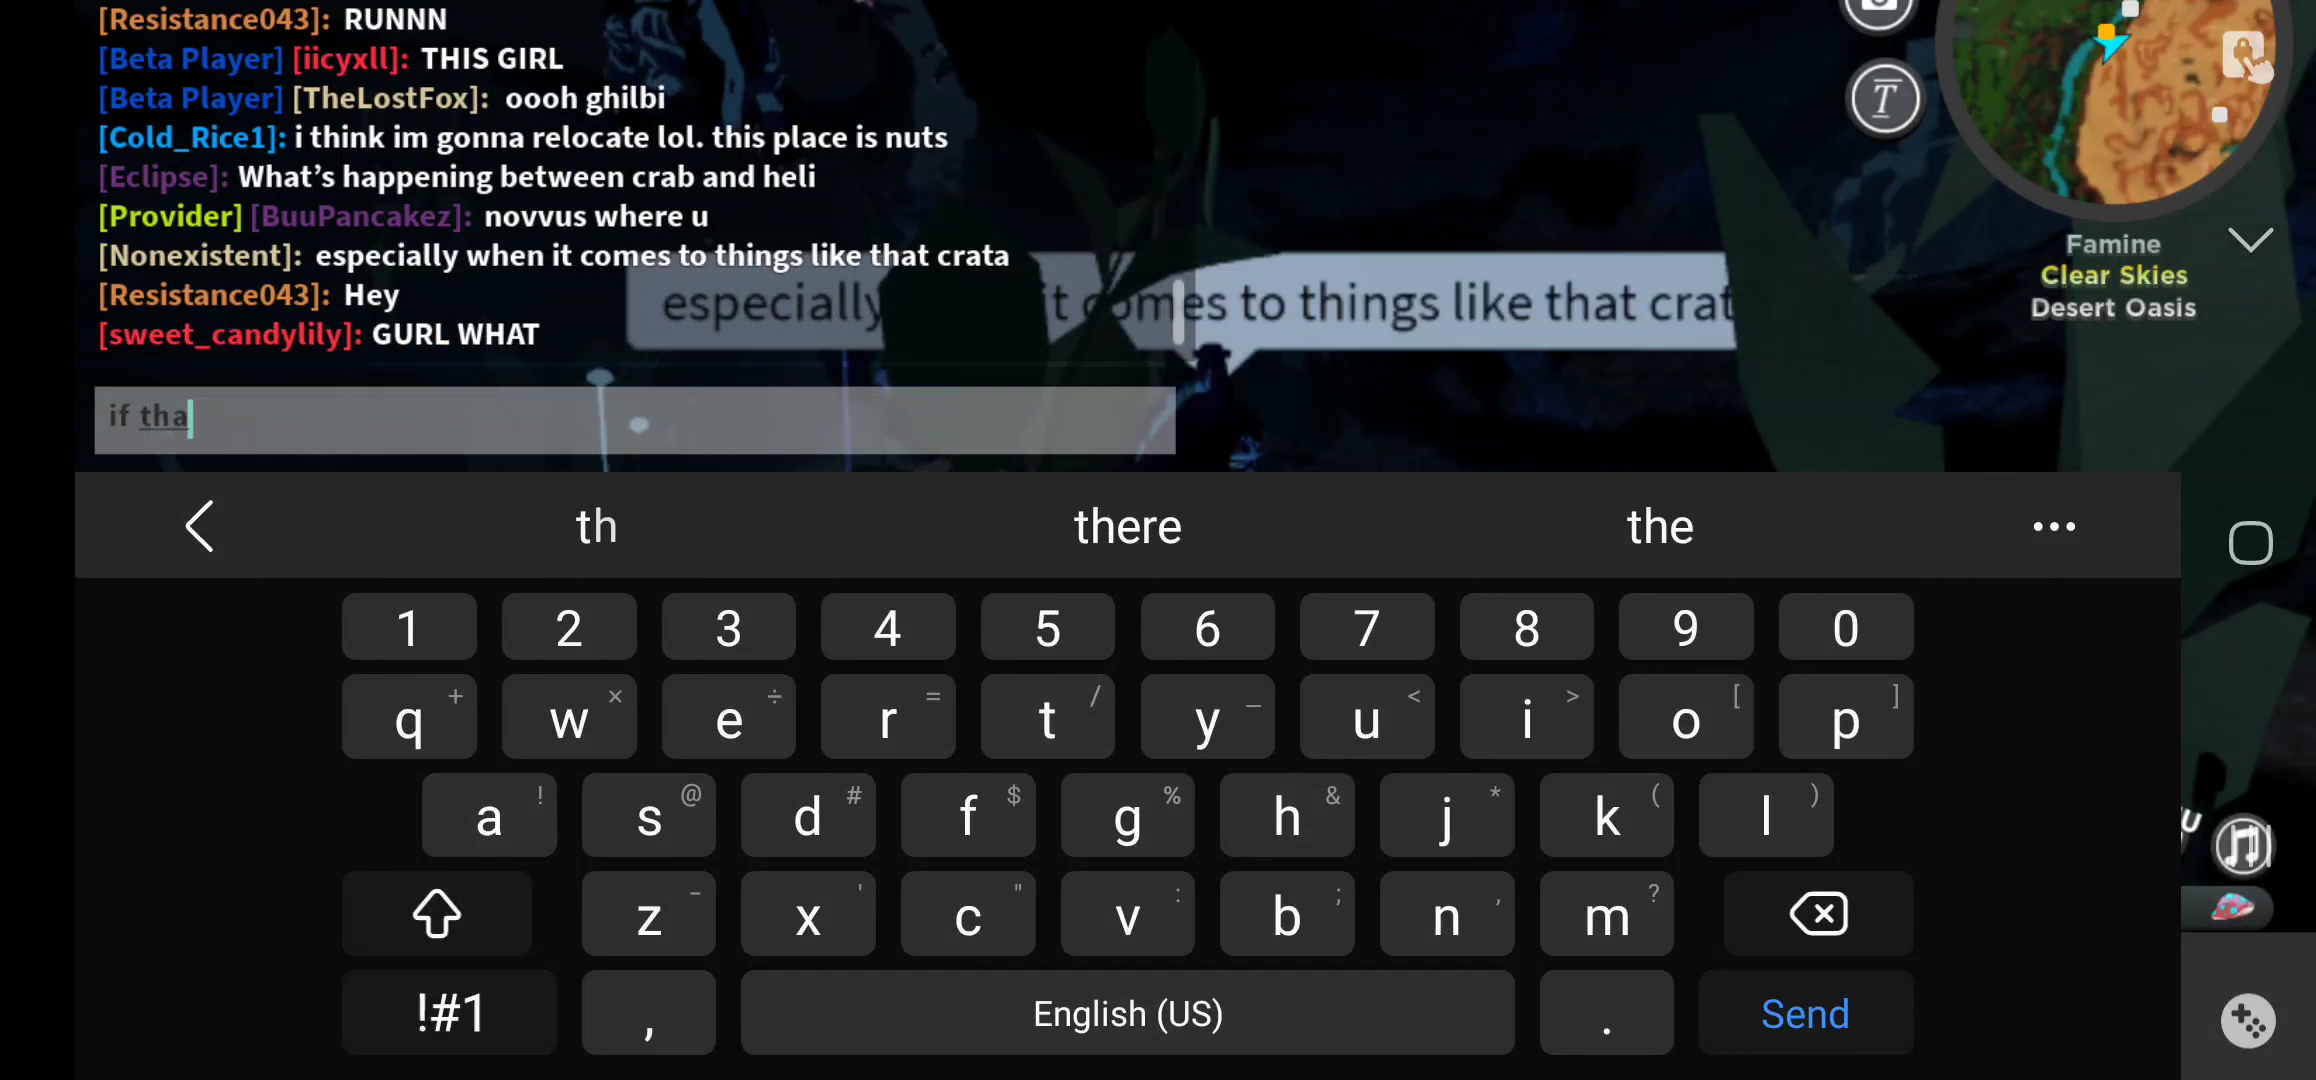 [Resistance043]: RUNNN
[Beta Player] [iicyxll]: THIS GIRL
[Beta Player] [TheLostFox]: oooh ghilbi
[Cold_Rice1]: i think im gonna relocate lol. this place is nuts
[Eclipse]: What’s happening between crab and heli
[Provider] [BuuPancakez]: novvus where u
[Nonexistent]: especially when it comes to things like that crata
[Resistance043]: Hey
[sweet_candylily]: GURL WHAT
especially it comes to things like that crat
T
Famine
Clear Skies
Desert Oasis
if tha
th there the ...
1 2 3 4 5 6 7 8 9 0
q + w × e ÷ r = t / y _ u < i > o [ p ]
a ! s @ d # f $ g % h & j * k ( l )
z - x ' c " v : b ; n , m ?
!#1 , English (US) . Send
U